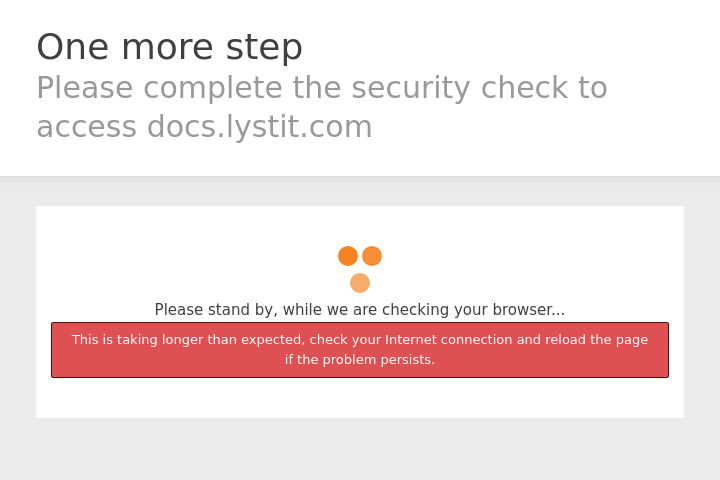 One more step
Please complete the security check to
access docs.lystit.com
Please stand by, while we are checking your browser...
This is taking longer than expected, check your Internet connection and reload the page
if the problem persists.